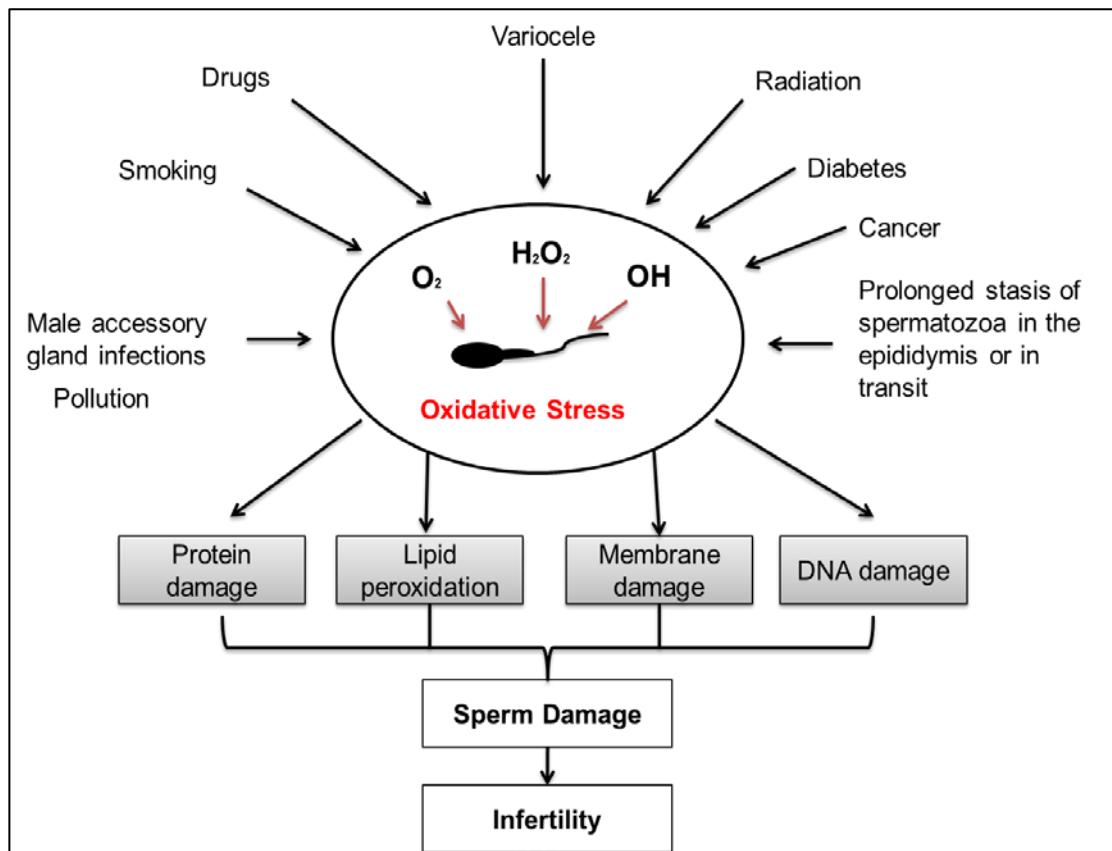 Variocele
Drugs
Radiation
Smoking
Diabetes
Cancer
H₂O₂
O₂
OH
Male accessory
gland infections
Pollution
Prolonged stasis of
spermatozoa in the
epididymis or in
transit
Oxidative Stress
Protein
damage
Lipid
peroxidation
Membrane
damage
DNA damage
Sperm Damage
Infertility